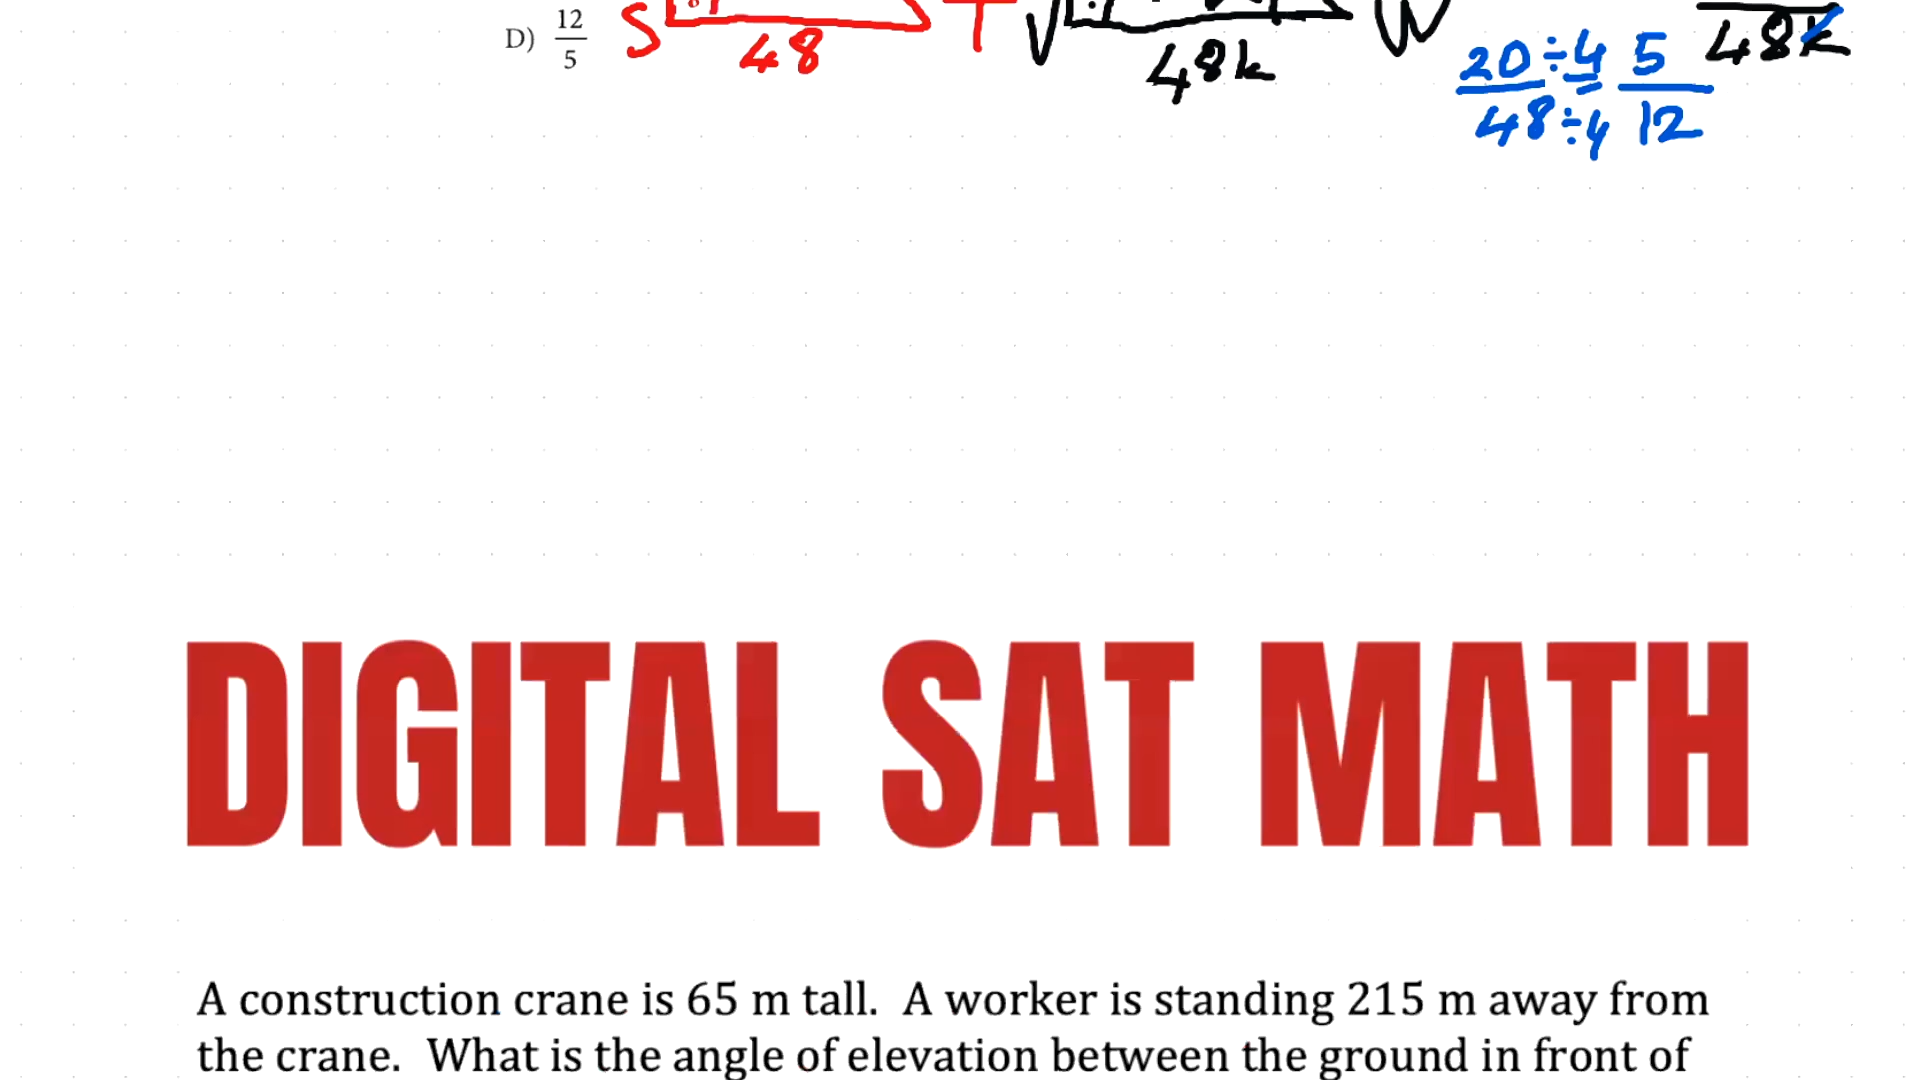 D) 12/5
S 48 T
V 48k W
48k
20÷4 5
48÷4 12
DIGITAL SAT MATH
A construction crane is 65 m tall. A worker is standing 215 m away from
the crane. What is the angle of elevation between the ground in front of